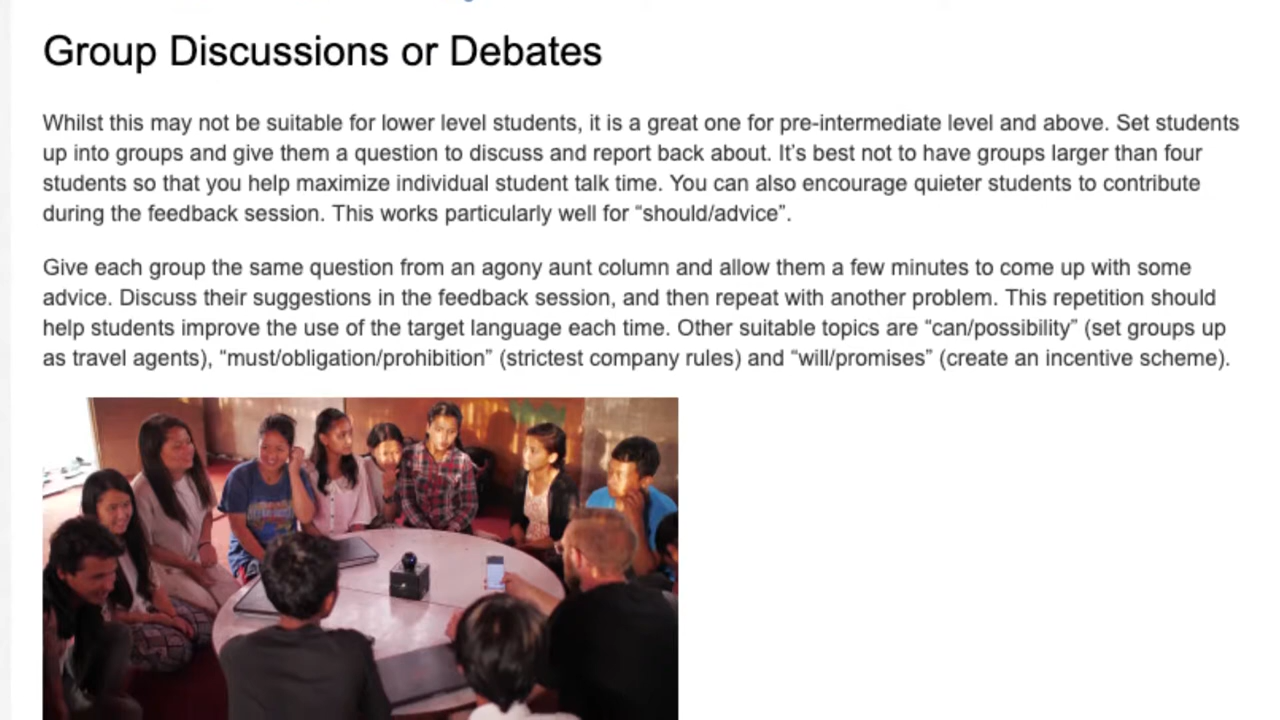 Group Discussions or Debates
Whilst this may not be suitable for lower level students, it is a great one for pre-intermediate level and above. Set students
up into groups and give them a question to discuss and report back about. It’s best not to have groups larger than four
students so that you help maximize individual student talk time. You can also encourage quieter students to contribute
during the feedback session. This works particularly well for “should/advice”.
Give each group the same question from an agony aunt column and allow them a few minutes to come up with some
advice. Discuss their suggestions in the feedback session, and then repeat with another problem. This repetition should
help students improve the use of the target language each time. Other suitable topics are “can/possibility” (set groups up
as travel agents), “must/obligation/prohibition” (strictest company rules) and “will/promises” (create an incentive scheme).